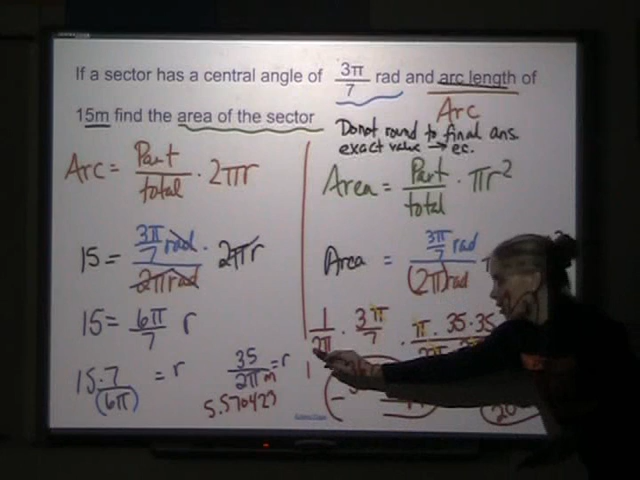 If a sector has a central angle of 3π/7 rad and arc length of
15m find the area of the sector
Arc
Do not round to final ans.
exact value → ec.
Arc = Part/total · 2πr
Area = Part/total · πr²
15 = 3π/7 rad/2π rad · 2πr
Area = 3π/7 rad/(2π) rad
15 = 6π/7 r
1/2π · 3π/7 · π · 35 · 35
15·7/(6π) = r
35/2π m = r
5.570423